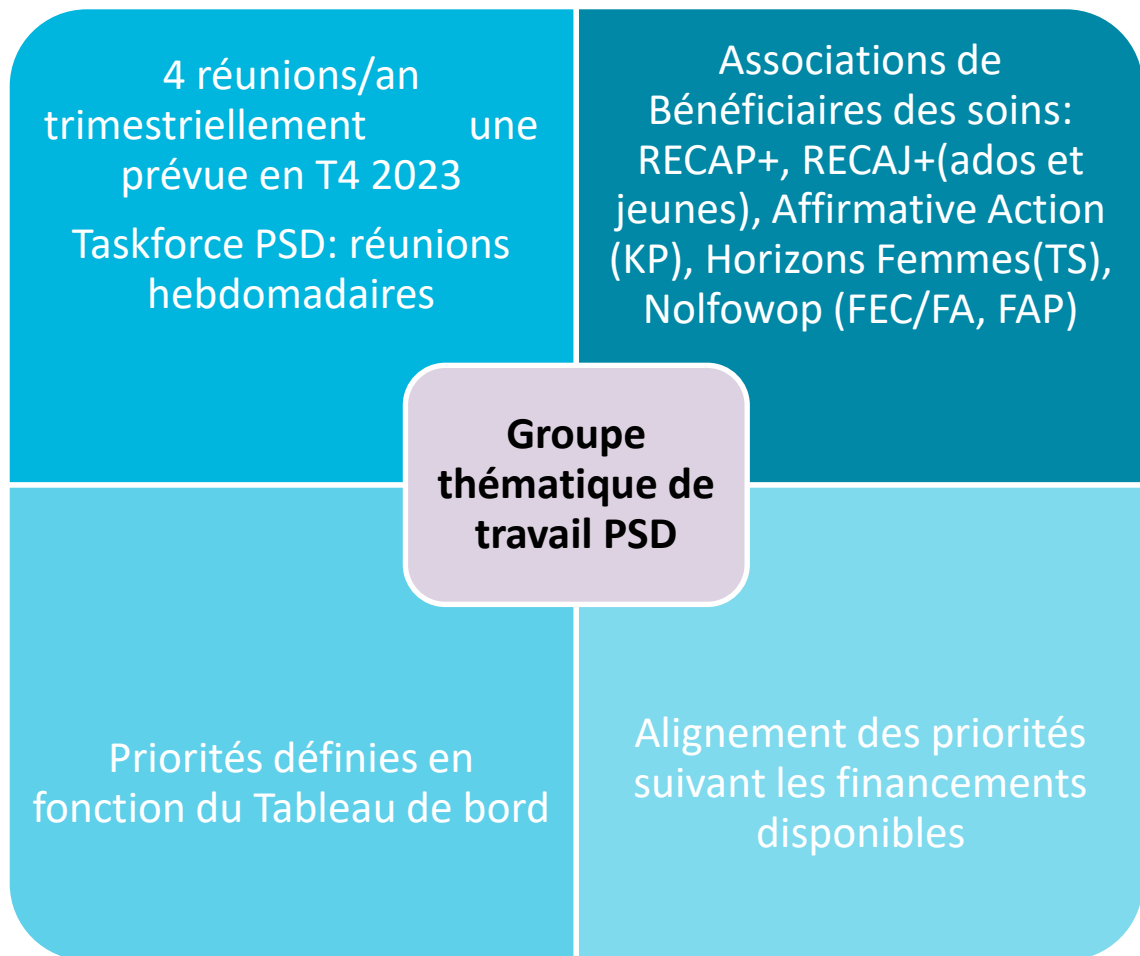 4 réunions/an
trimestriellement une
prévue en T4 2023
Taskforce PSD: réunions
hebdomadaires
Associations de
Bénéficiaires des soins:
RECAP+, RECAJ+(ados et
jeunes), Affirmative Action
(KP), Horizons Femmes(TS),
Nolfowop (FEC/FA, FAP)
Groupe
thématique de
travail PSD
Priorités définies en
fonction du Tableau de bord
Alignement des priorités
suivant les financements
disponibles